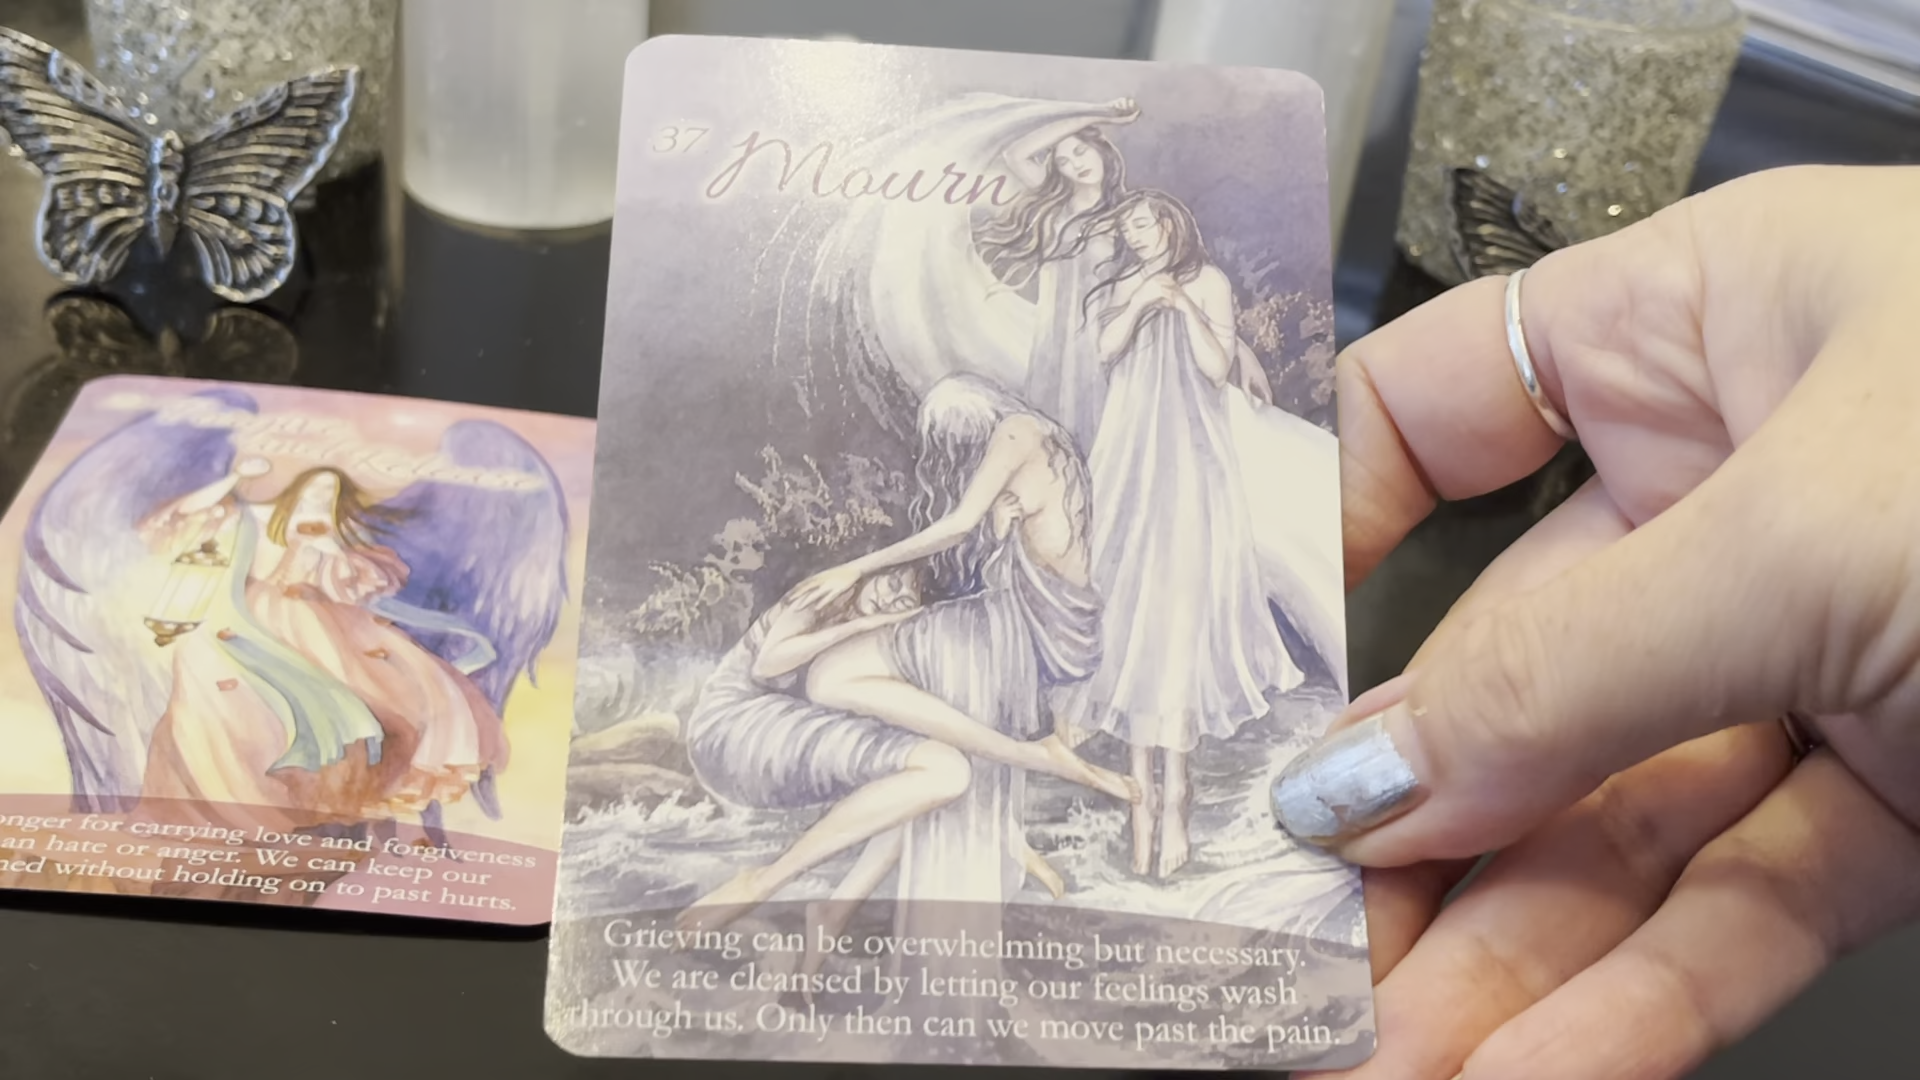 37 Mourn
Grieving can be overwhelming but necessary.
We are cleansed by letting our feelings wash
through us. Only then can we move past the pain.
and Release
onger for carrying love and forgiveness
an hate or anger. We can keep our
ned without holding on to past hurts.